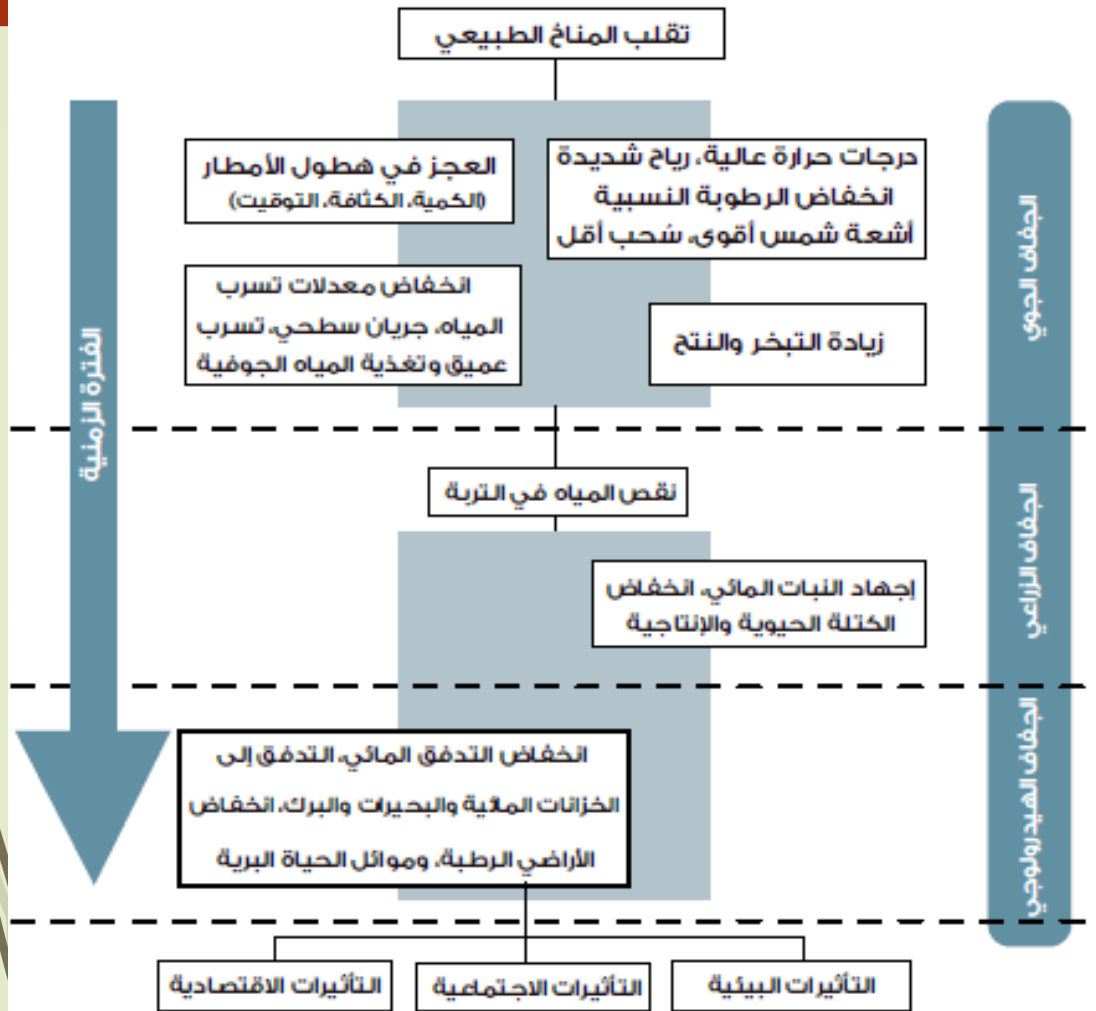 تقلب المناخ الطبيعي
درجات حرارة عالية، رياح شديدة
انخفاض الرطوبة النسبية
أشعة شمس أقوى، سُحب أقل
العجز في هطول الأمطار
(الكمية، الكثافة، التوقيت)
زيادة التبخر والنتح
انخفاض معدلات تسرب
المياه، جريان سطحي، تسرب
عميق وتغذية المياه الجوفية
الجفاف الجوي
الفترة الزمنية
نقص المياه في التربة
إجهاد النبات المائي، انخفاض
الكتلة الحيوية والإنتاجية
الجفاف الزراعي
انخفاض التدفق المائي، التدفق إلى
الخزانات المائية والبحيرات والبرك، انخفاض
الأراضي الرطبة، وموائل الحياة البرية
الجفاف الهيدرولوجي
التأثيرات البيئية
التأثيرات الاجتماعية
التأثيرات الاقتصادية